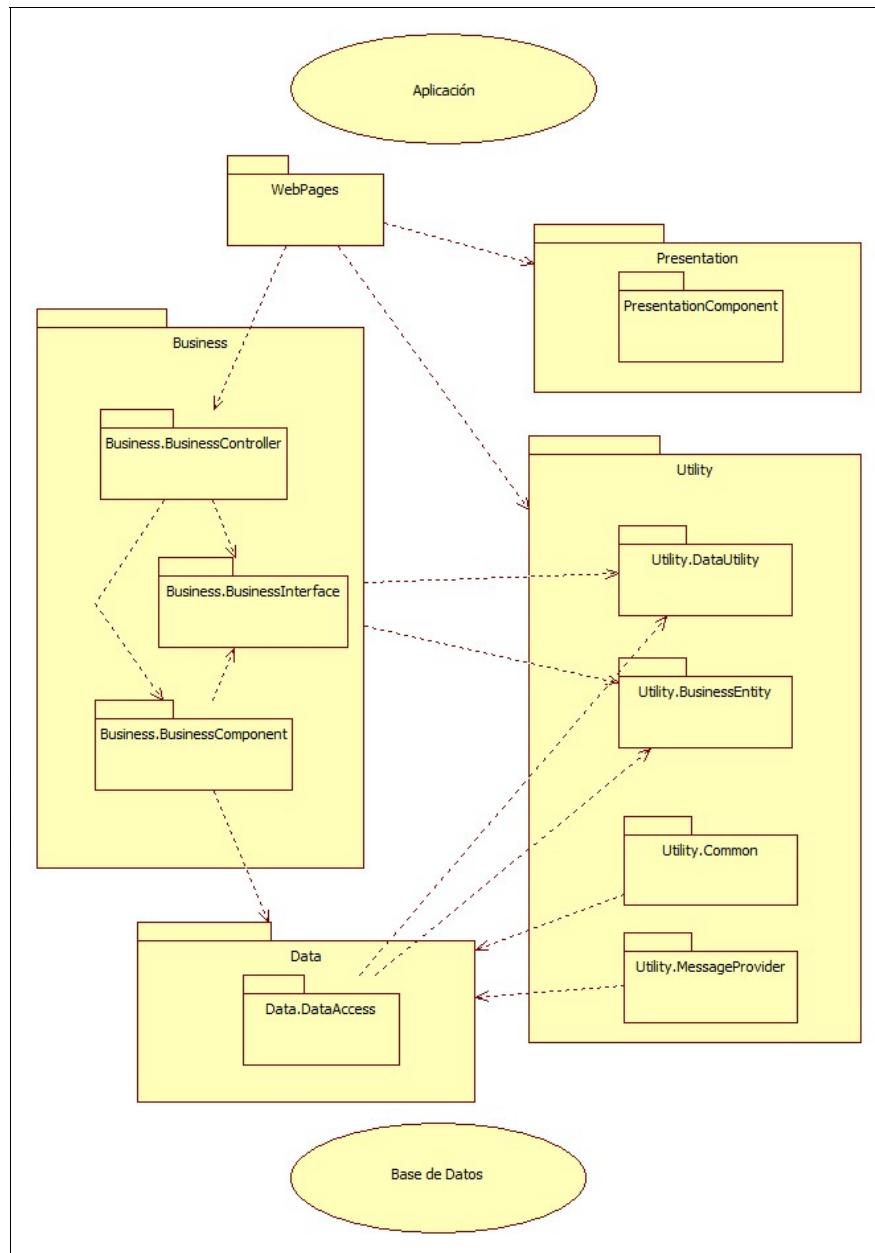 Aplicación
WebPages
Presentation
PresentationComponent
Business
Business.BusinessController
Utility
Utility.DataUtility
Business.BusinessInterface
Utility.BusinessEntity
Business.BusinessComponent
Utility.Common
Data
Utility.MessageProvider
Data.DataAccess
Base de Datos